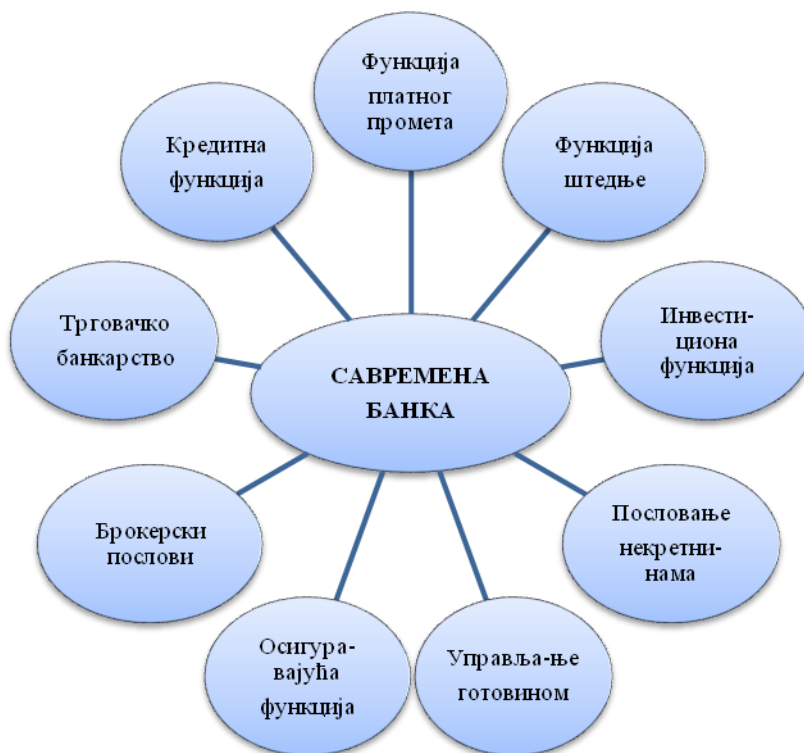 Функција
платног
промета
Кредитна
функција
Функција
штедње
Трговачко
банкарство
САВРЕМЕНА
БАНКА
Инвести-
циона
функција
Брокерски
послови
Пословање
некретни-
нама
Осигура-
вајућа
функција
Управља-ње
готовином